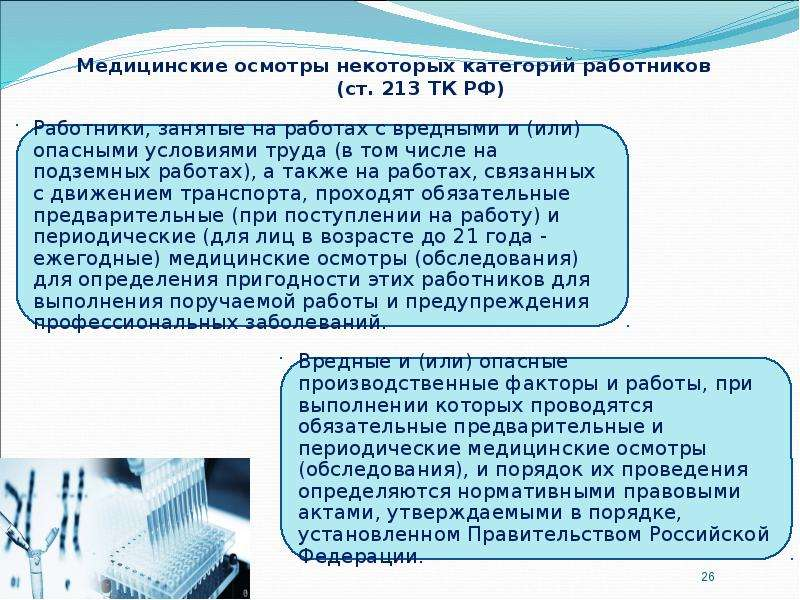 Медицинские осмотры некоторых категорий работников
(ст. 213 ТК РФ)
Работники, занятые на работах с вредными и (или)
опасными условиями труда (в том числе на
подземных работах), а также на работах, связанных
с движением транспорта, проходят обязательные
предварительные (при поступлении на работу) и
периодические (для лиц в возрасте до 21 года -
ежегодные) медицинские осмотры (обследования)
для определения пригодности этих работников для
выполнения поручаемой работы и предупреждения
профессиональных заболеваний.
Вредные и (или) опасные
производственные факторы и работы, при
выполнении которых проводятся
обязательные предварительные и
периодические медицинские осмотры
(обследования), и порядок их проведения
определяются нормативными правовыми
актами, утверждаемыми в порядке,
установленном Правительством Российской
Федерации.
26